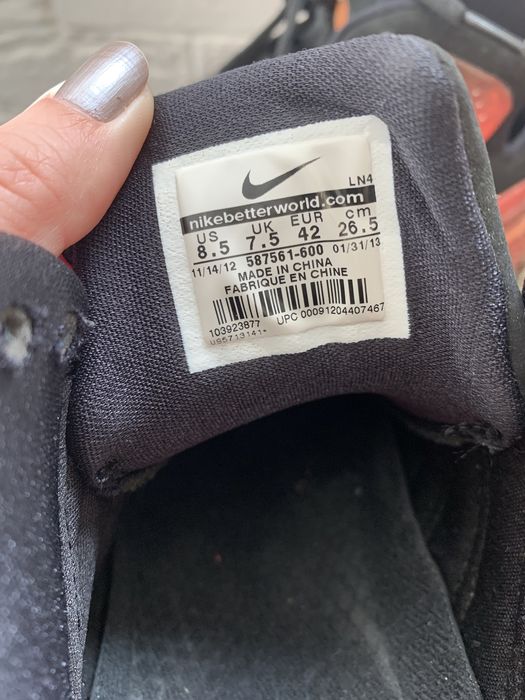 LN4
nikebetterworld.com
US UK EUR cm
8.5 7.5 42 26.5
11/14/12 587561-600 01/31/13
MADE IN CHINA
FABRIQUE EN CHINE
103923877 UPC 00091204407467
US5713141-